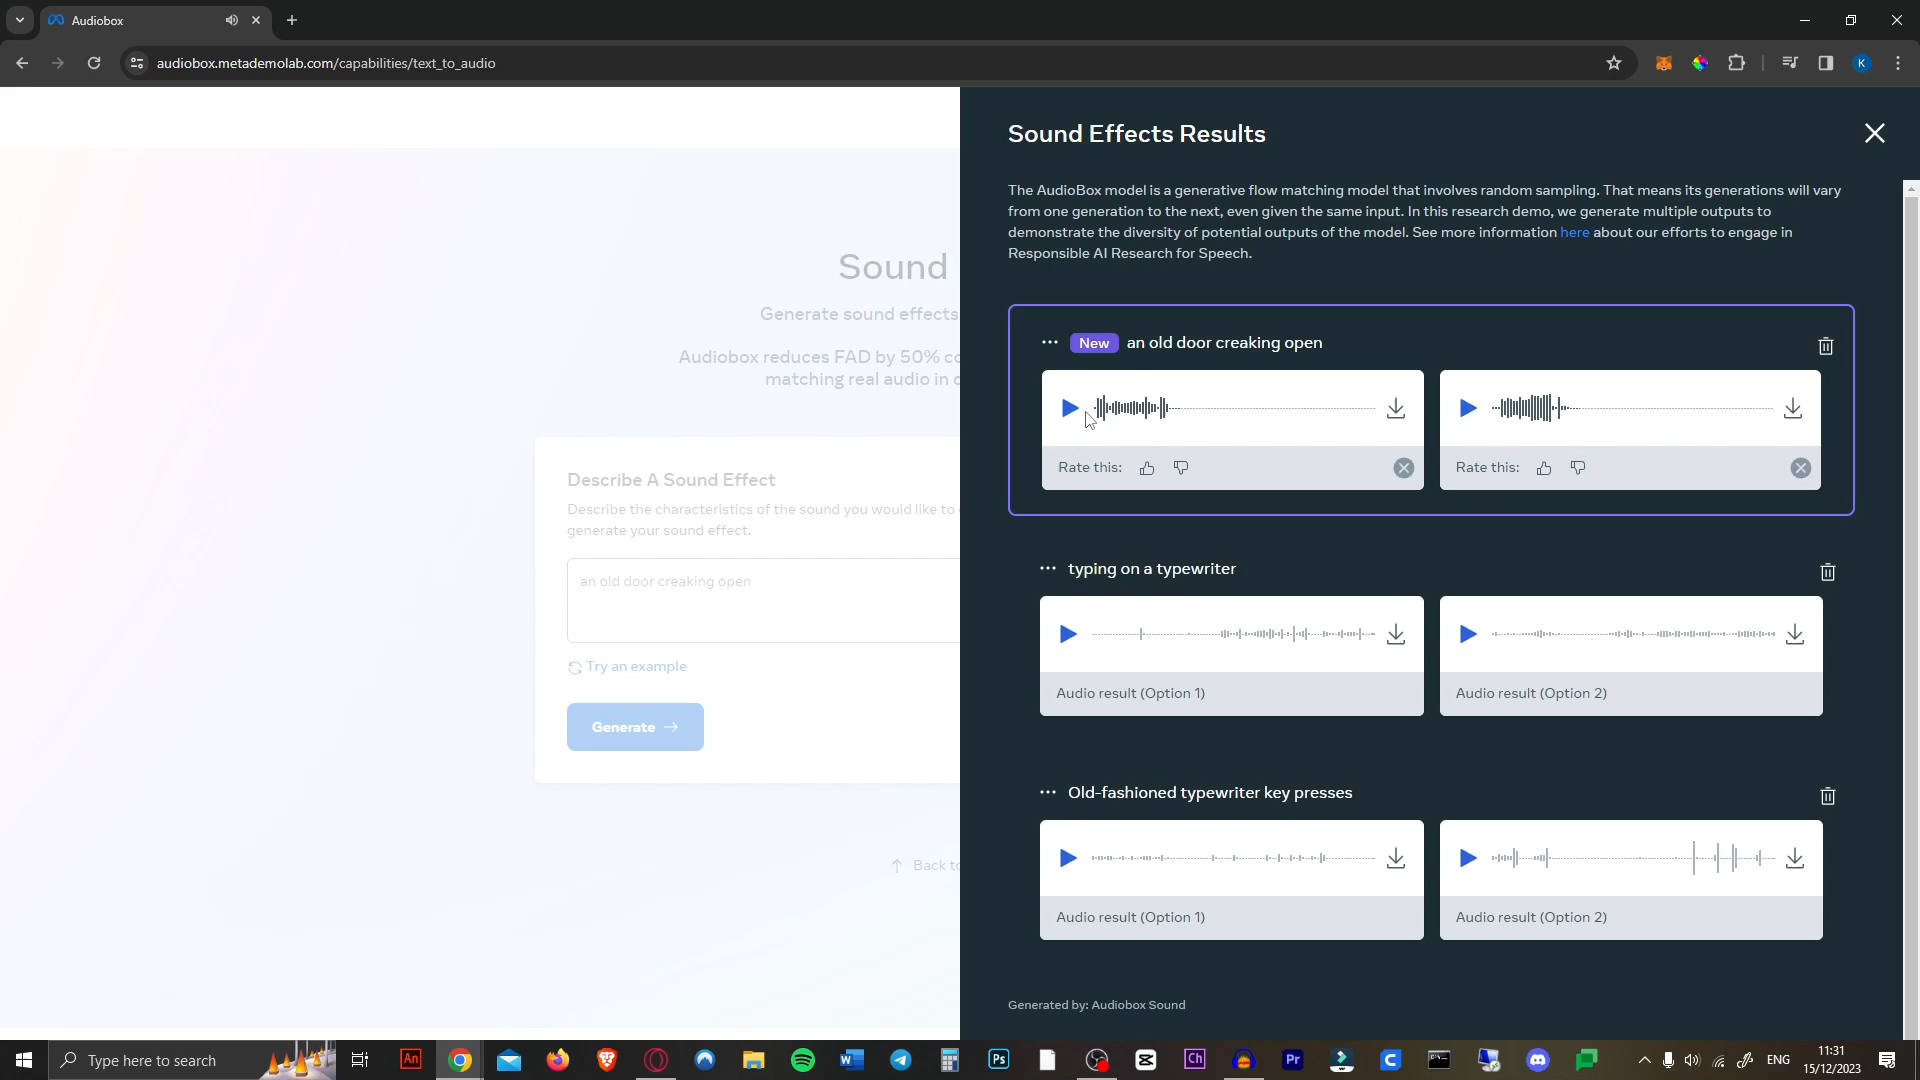 Audiobox
audiobox.metademolab.com/capabilities/text_to_audio
K
Sound
Generate sound effects
Audiobox reduces FAD by 50% co
matching real audio in c
Describe A Sound Effect
Describe the characteristics of the sound you would like to
generate your sound effect.
an old door creaking open
Try an example
Generate →
Back to
Sound Effects Results
The AudioBox model is a generative flow matching model that involves random sampling. That means its generations will vary
from one generation to the next, even given the same input. In this research demo, we generate multiple outputs to
demonstrate the diversity of potential outputs of the model. See more information here about our efforts to engage in
Responsible AI Research for Speech.
New an old door creaking open
Rate this:
Rate this:
typing on a typewriter
Audio result (Option 1)
Audio result (Option 2)
Old-fashioned typewriter key presses
Audio result (Option 1)
Audio result (Option 2)
Generated by: Audiobox Sound
Type here to search
An
Ps
Ch
Pr
ENG
11:31
15/12/2023